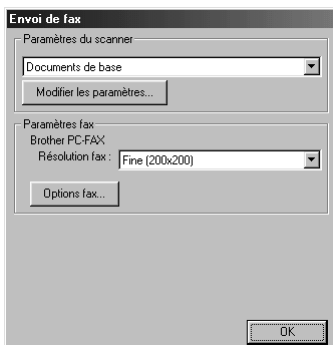 Envoi de fax
Paramètres du scanner
Documents de base
Modifier les paramètres...
Paramètres fax
Brother PC-FAX
Résolution fax : Fine (200x200)
Options fax...
OK